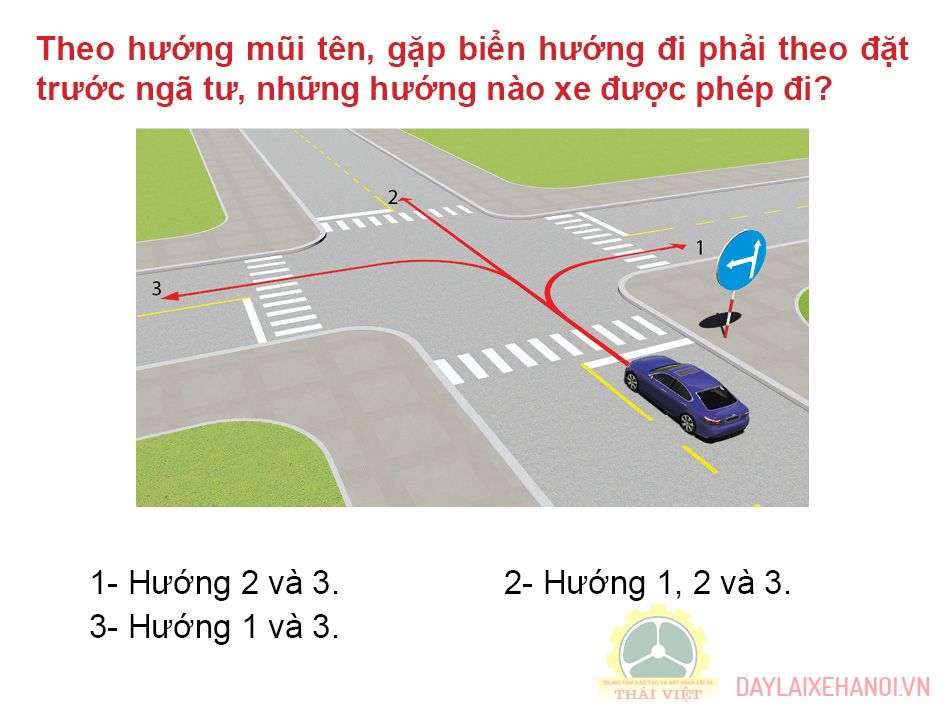 Theo hướng mũi tên, gặp biển hướng đi phải theo đặt
trước ngã tư, những hướng nào xe được phép đi?
2
1
3
1- Hướng 2 và 3.
2- Hướng 1, 2 và 3.
3- Hướng 1 và 3.
TRUNG TÂM ĐÀO TẠO VÀ SÁT HẠCH LÁI XE
THÁI VIỆT
DAYLAIXEHANOI.VN